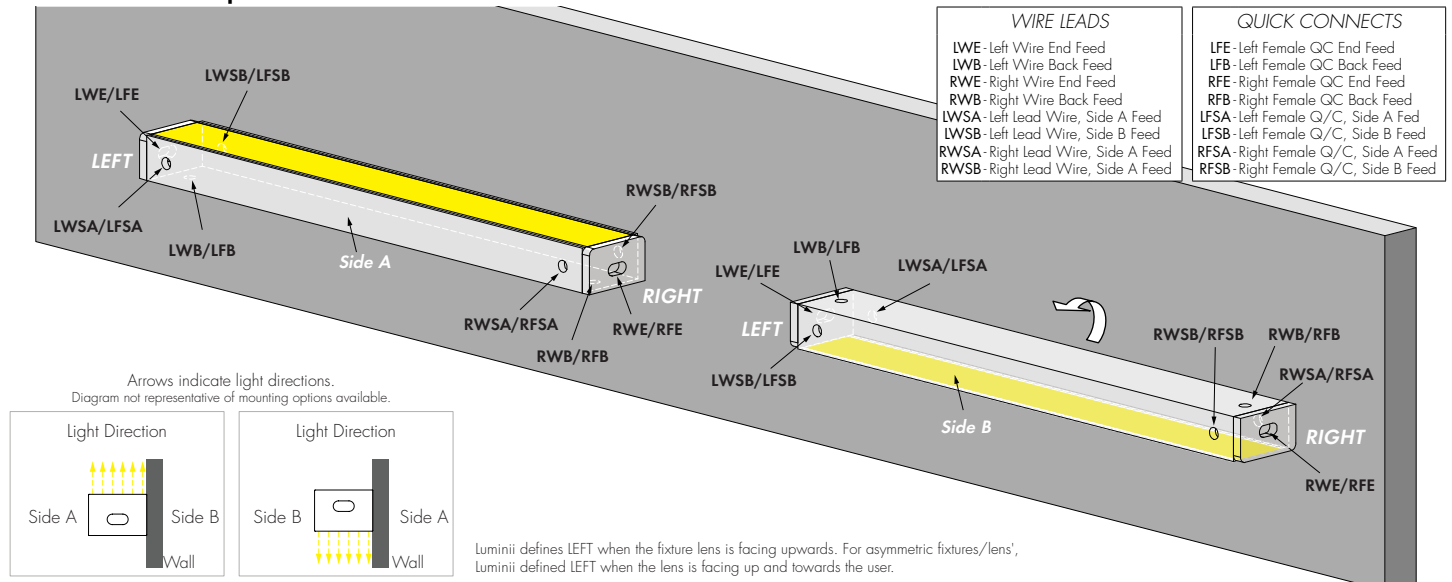 WIRE LEADS
LWE - Left Wire End Feed
LWB - Left Wire Back Feed
RWE - Right Wire End Feed
RWB - Right Wire Back Feed
LWSA - Left Lead Wire, Side A Feed
LWSB - Left Lead Wire, Side B Feed
RWSA - Right Lead Wire, Side A Feed
RWSB - Right Lead Wire, Side A Feed
QUICK CONNECTS
LFE - Left Female QC End Feed
LFB - Left Female QC Back Feed
RFE - Right Female QC End Feed
RFB - Right Female QC Back Feed
LFSA - Left Female Q/C, Side A Fed
LFSB - Left Female Q/C, Side B Feed
RFSA - Right Female Q/C, Side A Feed
RFSB - Right Female Q/C, Side B Feed
LWSB/LFSB
LWE/LFE
LEFT
LWSA/LFSA
LWB/LFB
Side A
RWSB/RFSB
RIGHT
RWSA/RFSA
RWE/RFE
RWB/RFB
LWB/LFB
LWE/LFE
LWSA/LFSA
LEFT
LWSB/LFSB
Side B
RWSB/RFSB
RWB/RFB
RWSA/RFSA
RIGHT
RWE/RFE
Arrows indicate light directions.
Diagram not representative of mounting options available.
Light Direction
Side A
Side B
Wall
Light Direction
Side B
Side A
Wall
Luminii defines LEFT when the fixture lens is facing upwards. For asymmetric fixtures/lens',
Luminii defined LEFT when the lens is facing up and towards the user.